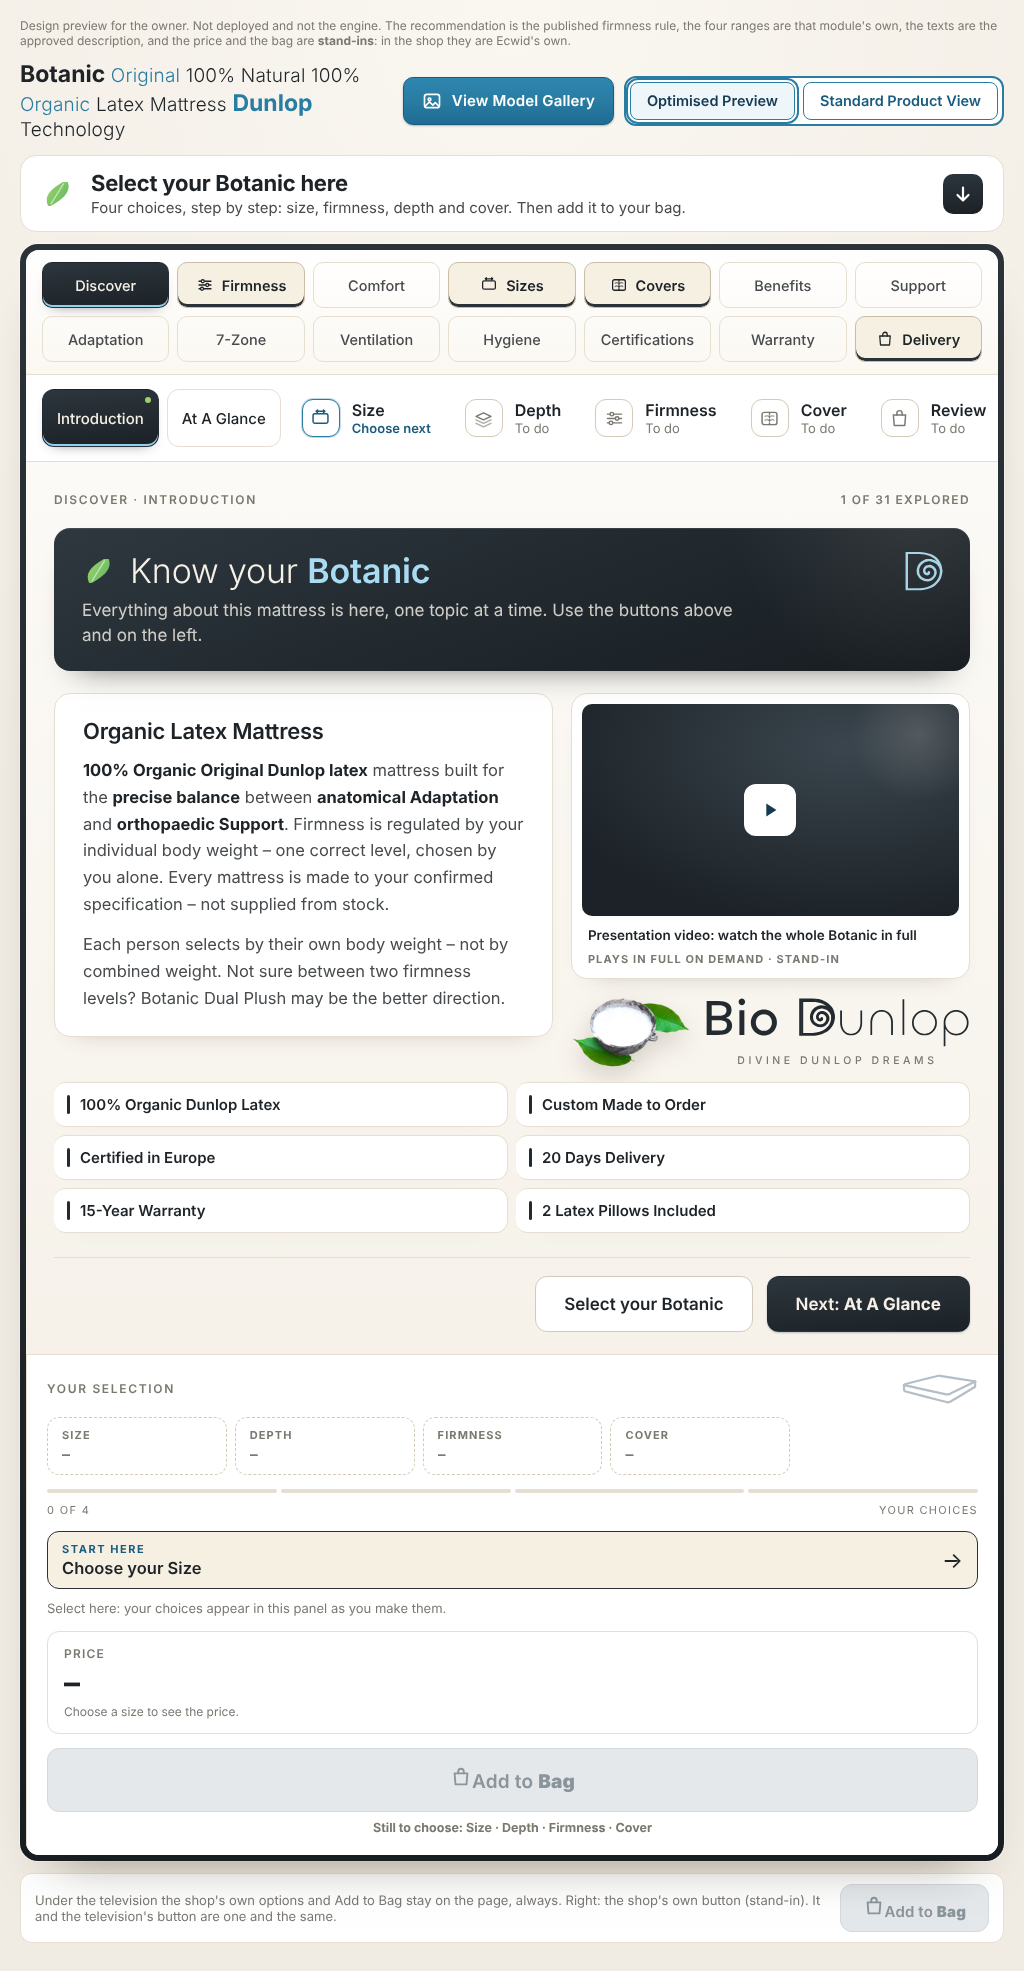 Design preview for the owner. Not deployed and not the engine. The recommendation is the published firmness rule, the four ranges are that module's own, the texts are the
approved description, and the price and the bag are stand-ins: in the shop they are Ecwid's own.
Botanic Original 100% Natural 100%
Organic Latex Mattress Dunlop
Technology
View Model Gallery
Optimised Preview
Standard Product View
Select your Botanic here
Four choices, step by step: size, firmness, depth and cover. Then add it to your bag.
Discover
Firmness
Comfort
Sizes
Covers
Benefits
Support
Adaptation
7-Zone
Ventilation
Hygiene
Certifications
Warranty
Delivery
Introduction
At A Glance
Size
Choose next
Depth
To do
Firmness
To do
Cover
To do
Review
To do
DISCOVER · INTRODUCTION
1 OF 31 EXPLORED
Know your Botanic
Everything about this mattress is here, one topic at a time. Use the buttons above
and on the left.
Organic Latex Mattress
100% Organic Original Dunlop latex mattress built for
the precise balance between anatomical Adaptation
and orthopaedic Support. Firmness is regulated by your
individual body weight – one correct level, chosen by
you alone. Every mattress is made to your confirmed
specification – not supplied from stock.
Each person selects by their own body weight – not by
combined weight. Not sure between two firmness
levels? Botanic Dual Plush may be the better direction.
Presentation video: watch the whole Botanic in full
PLAYS IN FULL ON DEMAND · STAND-IN
Bio Dunlop
DIVINE DUNLOP DREAMS
100% Organic Dunlop Latex
Custom Made to Order
Certified in Europe
20 Days Delivery
15-Year Warranty
2 Latex Pillows Included
Select your Botanic
Next: At A Glance
YOUR SELECTION
SIZE
–
DEPTH
–
FIRMNESS
–
COVER
–
0 OF 4
YOUR CHOICES
START HERE
Choose your Size
Select here: your choices appear in this panel as you make them.
PRICE
–
Choose a size to see the price.
Add to Bag
Still to choose: Size · Depth · Firmness · Cover
Under the television the shop's own options and Add to Bag stay on the page, always. Right: the shop's own button (stand-in). It
and the television's button are one and the same.
Add to Bag